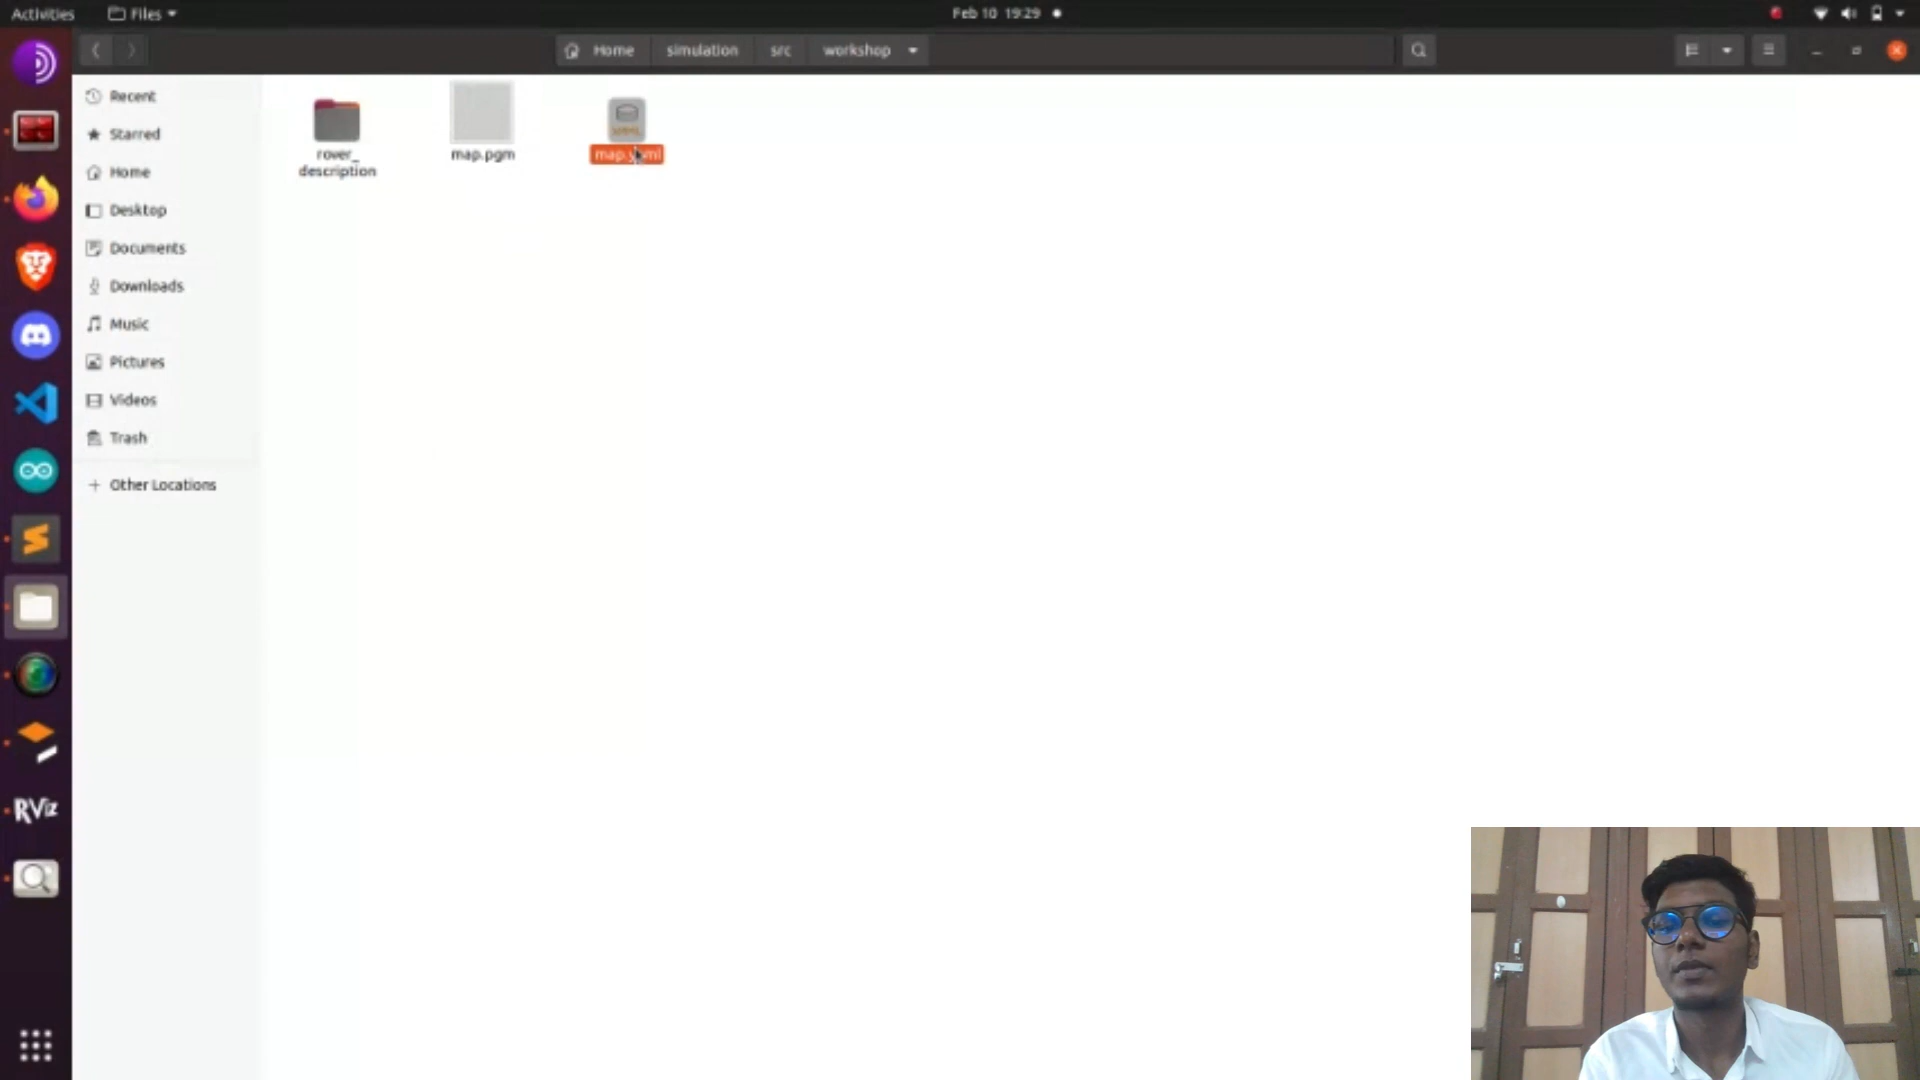 Activities
Files
Feb 10 19:29
Home
simulation
src
workshop
Recent
Starred
Home
Desktop
Documents
Downloads
Music
Pictures
Videos
Trash
Other Locations
rover_
description
map.pgm
RViz